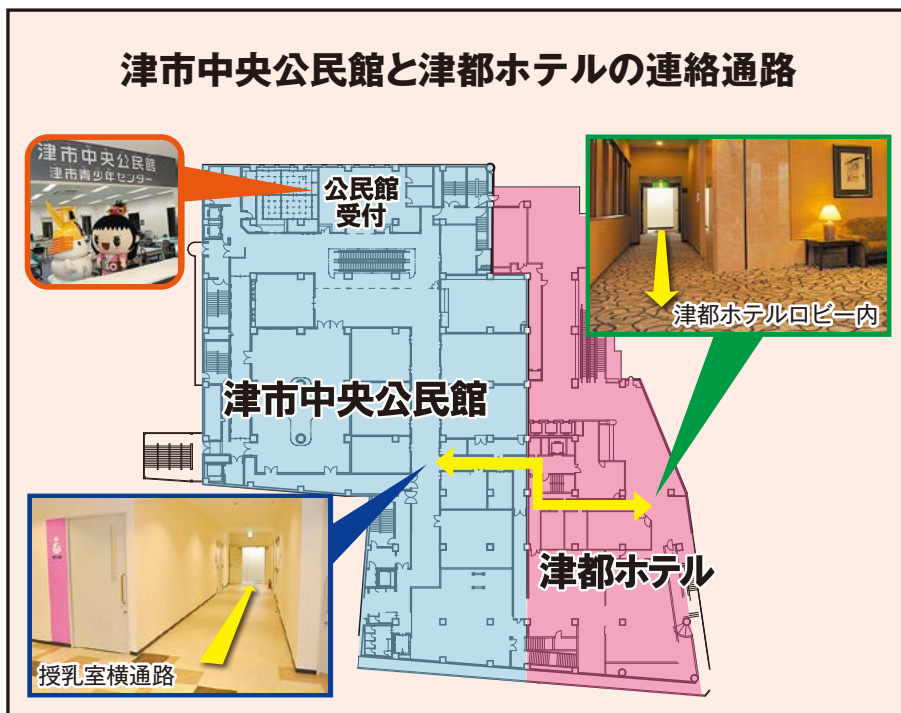 津市中央公民館と津都ホテルの連絡通路
津市中央公民館
津市青少年センター
公民館
受付
津都ホテルロビー内
津市中央公民館
津都ホテル
授乳室横通路